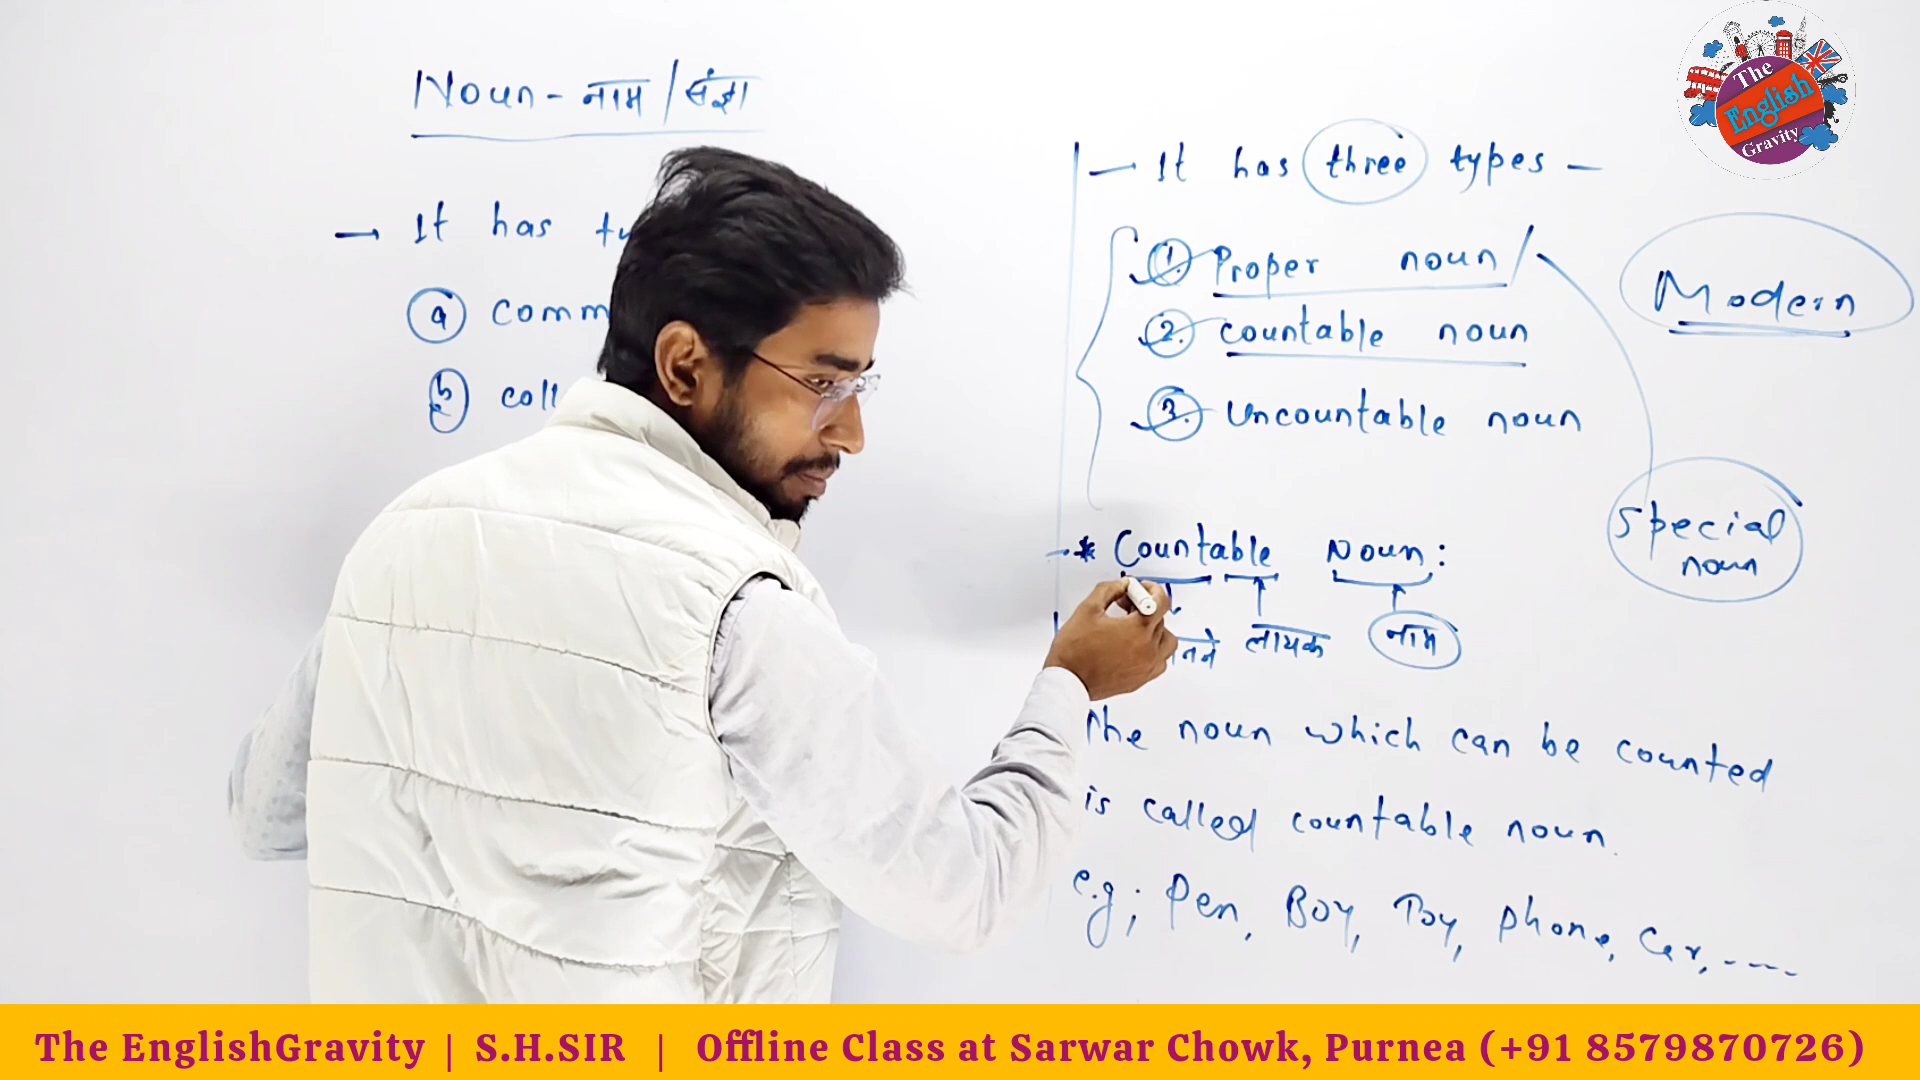 Noun - नाम / संज्ञा
→ It has
ⓐ comm
ⓑ coll
→ It has three types -
1. Proper noun /
2. countable noun
3. Uncountable noun
Modern
Special
noun
* Countable Noun:
लायक नाम
The noun which can be counted
is called countable noun.
e.g; Pen, Boy, Toy, phone, Car, ----
The
English
Gravity
The EnglishGravity | S.H.SIR | Offline Class at Sarwar Chowk, Purnea (+91 8579870726)